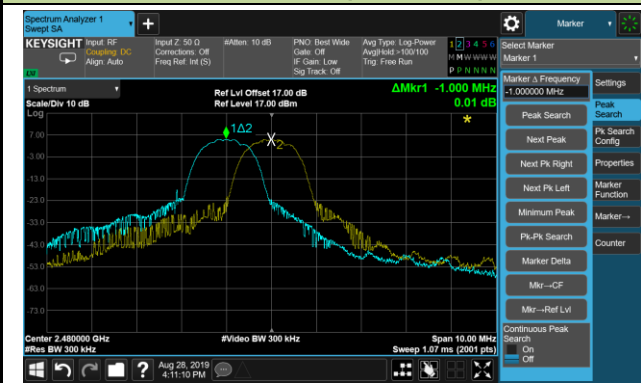 Spectrum Analyzer 1
Swept SA
+
Marker
KEYSIGHT
Input: RF
Coupling: DC
Align: Auto
Input Z: 50 Ω
Corrections: Off
Freq Ref: Int (S)
#Atten: 10 dB
PNO: Best Wide
Gate: Off
IF Gain: Low
Sig Track: Off
Avg Type: Log-Power
Avg|Hold:>100/100
Trig: Free Run
1 2 3 4 5 6
M M W W W W
P P N N N N
LXI
Select Marker
Marker 1
1 Spectrum
Scale/Div 10 dB
Log
Ref Lvl Offset 17.00 dB
Ref Level 17.00 dBm
ΔMkr1 -1.000 MHz
0.01 dB
*
1Δ2
X2
7.00
-3.00
-13.0
-23.0
-33.0
-43.0
-53.0
-63.0
-73.0
Center 2.480000 GHz
#Res BW 300 kHz
#Video BW 300 kHz
Span 10.00 MHz
Sweep 1.07 ms (2001 pts)
Marker Δ Frequency
-1.000000 MHz
Peak Search
Next Peak
Next Pk Right
Next Pk Left
Minimum Peak
Pk-Pk Search
Marker Delta
Mkr→CF
Mkr→Ref Lvl
Continuous Peak
Search
On
Off
Settings
Peak
Search
Pk Search
Config
Properties
Marker
Function
Marker→
Counter
?
Aug 28, 2019
4:11:10 PM